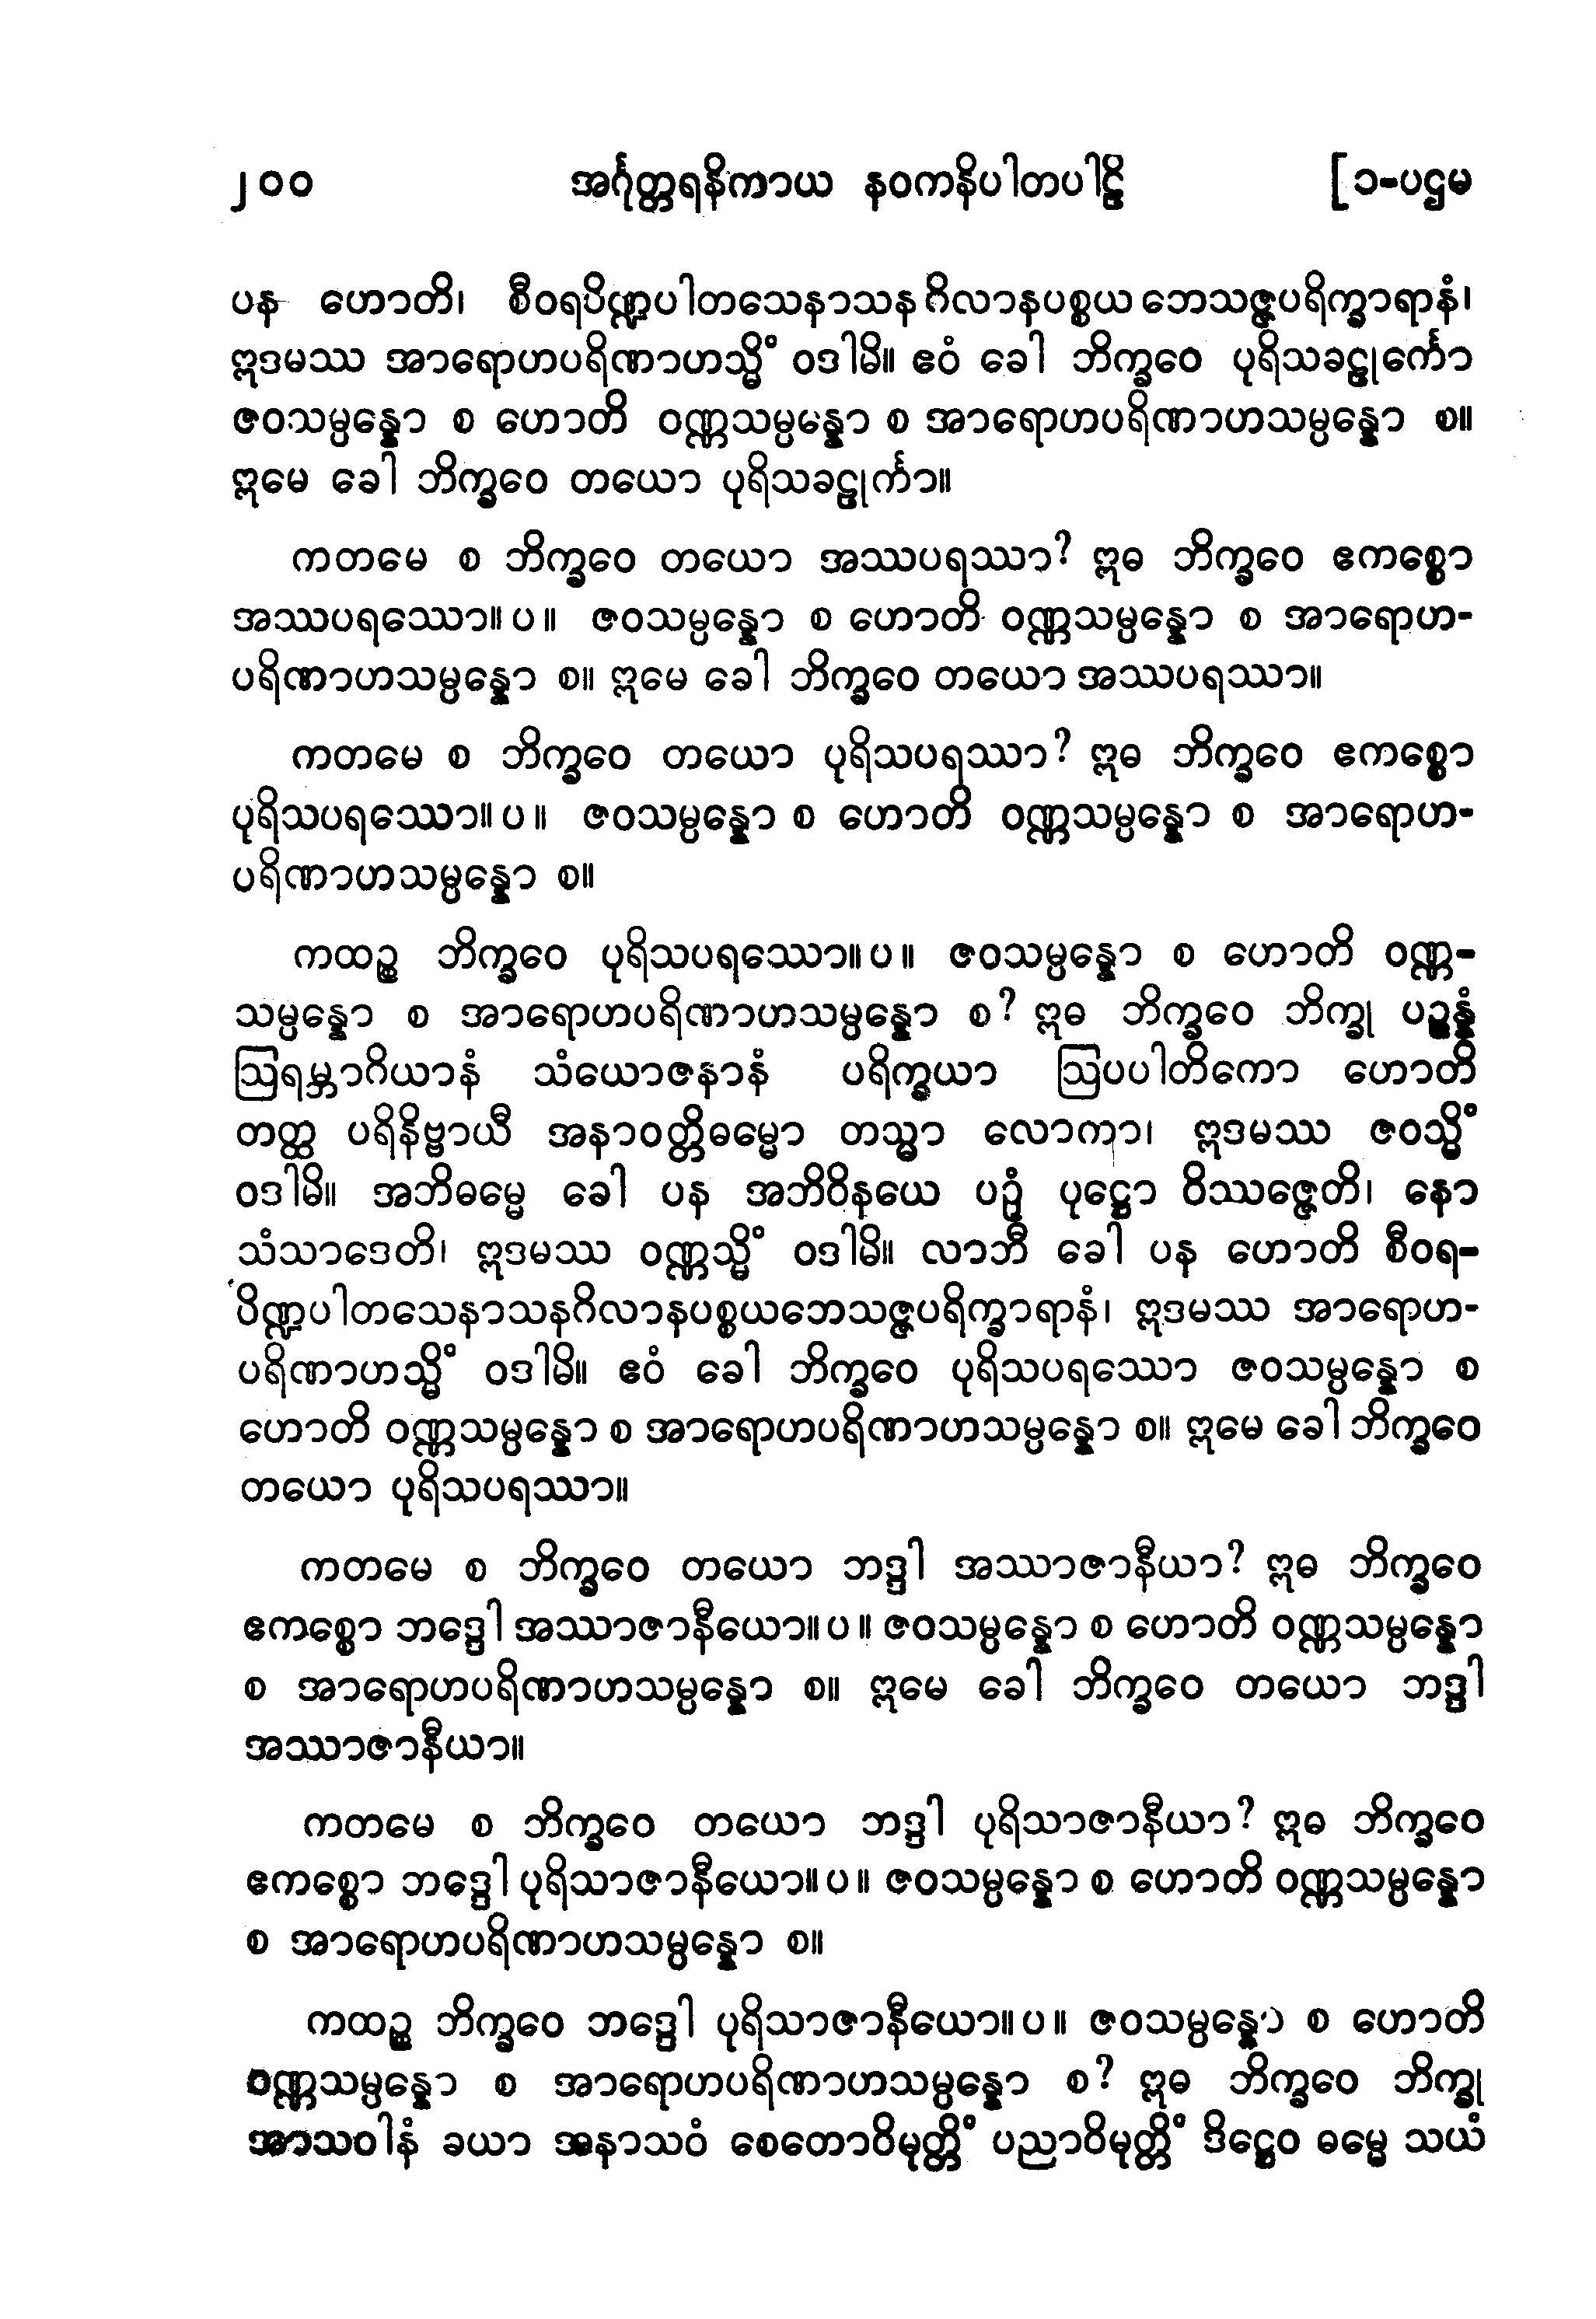 ၂၀၀ အင်္ဂုတ္တရနိကာယ နဝကနိပါတပါဠိ [၁-ပဌမ
ပန ဟောတိ၊ စီဝရပိဏ္ဍပါတသေနာသန ဂိလာနပစ္စယ ဘေသဇ္ဇပရိက္ခာရာနံ၊
ဣဒမဿ အာရောဟပရိဏာဟသ္မိံ ဝဒါမိ။ ဧဝံ ခေါ ဘိက္ခဝေ ပုရိသခဠုင်္ကော
ဇဝသမ္ပန္နော စ ဟောတိ ဝဏ္ဏသမ္ပန္နော စ အာရောဟပရိဏာဟသမ္ပန္နော စ။
ဣမေ ခေါ ဘိက္ခဝေ တယော ပုရိသခဠုင်္ကာ။
ကတမေ စ ဘိက္ခဝေ တယော အဿပရဿာ? ဣဓ ဘိက္ခဝေ ဧကစ္စော
အဿပရဿော။ ပ။ ဇဝသမ္ပန္နော စ ဟောတိ ဝဏ္ဏသမ္ပန္နော စ အာရောဟ-
ပရိဏာဟသမ္ပန္နော စ။ ဣမေ ခေါ ဘိက္ခဝေ တယော အဿပရဿာ။
ကတမေ စ ဘိက္ခဝေ တယော ပုရိသပရဿာ? ဣဓ ဘိက္ခဝေ ဧကစ္စော
ပုရိသပရဿော။ ပ။ ဇဝသမ္ပန္နော စ ဟောတိ ဝဏ္ဏသမ္ပန္နော စ အာရောဟ-
ပရိဏာဟသမ္ပန္နော စ။
ကထဉ္စ ဘိက္ခဝေ ပုရိသပရဿော။ ပ။ ဇဝသမ္ပန္နော စ ဟောတိ ဝဏ္ဏ-
သမ္ပန္နော စ အာရောဟပရိဏာဟသမ္ပန္နော စ? ဣဓ ဘိက္ခဝေ ဘိက္ခု ပဉ္စန္နံ
ဩရမ္ဘာဂိယာနံ သံယောဇနာနံ ပရိက္ခယာ ဩပပါတိကော ဟောတိ
တတ္ထ ပရိနိဗ္ဗာယီ အနာဝတ္တိဓမ္မော တသ္မာ လောကာ၊ ဣဒမဿ ဇဝသ္မိံ
ဝဒါမိ။ အဘိဓမ္မေ ခေါ ပန အဘိဝိနယေ ပဉှံ ပုဋ္ဌော ဝိဿဇ္ဇေတိ၊ နော
သံသာဒေတိ၊ ဣဒမဿ ဝဏ္ဏသ္မိံ ဝဒါမိ။ လာဘီ ခေါ ပန ဟောတိ စီဝရ-
ပိဏ္ဍပါတသေနာသနဂိလာနပစ္စယဘေသဇ္ဇပရိက္ခာရာနံ၊ ဣဒမဿ အာရောဟ-
ပရိဏာဟသ္မိံ ဝဒါမိ။ ဧဝံ ခေါ ဘိက္ခဝေ ပုရိသပရဿော ဇဝသမ္ပန္နော စ
ဟောတိ ဝဏ္ဏသမ္ပန္နော စ အာရောဟပရိဏာဟသမ္ပန္နော စ။ ဣမေ ခေါ ဘိက္ခဝေ
တယော ပုရိသပရဿာ။
ကတမေ စ ဘိက္ခဝေ တယော ဘဒ္ဒါ အဿာဇာနီယာ? ဣဓ ဘိက္ခဝေ
ဧကစ္စော ဘဒ္ဒေါ အဿာဇာနီယော။ ပ။ ဇဝသမ္ပန္နော စ ဟောတိ ဝဏ္ဏသမ္ပန္နော
စ အာရောဟပရိဏာဟသမ္ပန္နော စ။ ဣမေ ခေါ ဘိက္ခဝေ တယော ဘဒ္ဒါ
အဿာဇာနီယာ။
ကတမေ စ ဘိက္ခဝေ တယော ဘဒ္ဒါ ပုရိသာဇာနီယာ? ဣဓ ဘိက္ခဝေ
ဧကစ္စော ဘဒ္ဒေါ ပုရိသာဇာနီယော။ ပ။ ဇဝသမ္ပန္နော စ ဟောတိ ဝဏ္ဏသမ္ပန္နော
စ အာရောဟပရိဏာဟသမ္ပန္နော စ။
ကထဉ္စ ဘိက္ခဝေ ဘဒ္ဒေါ ပုရိသာဇာနီယော။ ပ။ ဇဝသမ္ပန္နော စ ဟောတိ
ဝဏ္ဏသမ္ပန္နော စ အာရောဟပရိဏာဟသမ္ပန္နော စ? ဣဓ ဘိက္ခဝေ ဘိက္ခု
အာသဝါနံ ခယာ အနာသဝံ စေတောဝိမုတ္တိံ ပညာဝိမုတ္တိံ ဒိဋ္ဌေဝ ဓမ္မေ သယံ